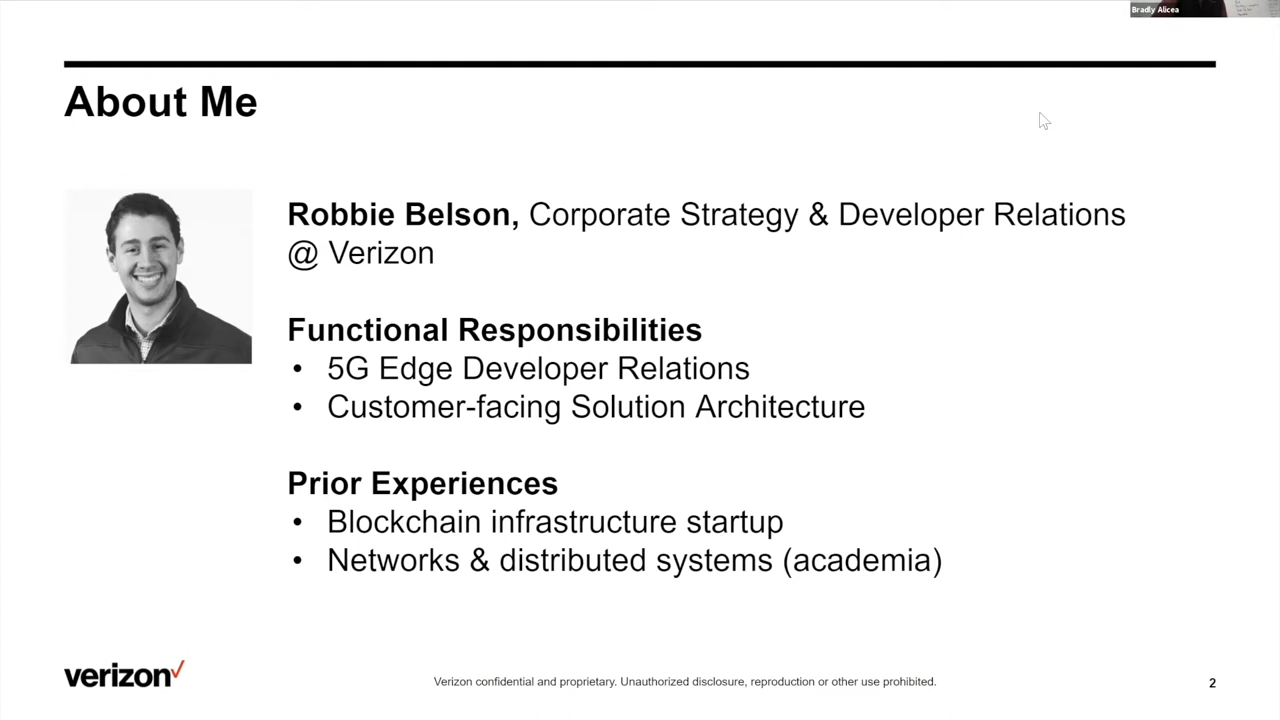 Bradly Alicea
About Me
Robbie Belson, Corporate Strategy & Developer Relations
@ Verizon
Functional Responsibilities
• 5G Edge Developer Relations
• Customer-facing Solution Architecture
Prior Experiences
• Blockchain infrastructure startup
• Networks & distributed systems (academia)
verizon
Verizon confidential and proprietary. Unauthorized disclosure, reproduction or other use prohibited.
2